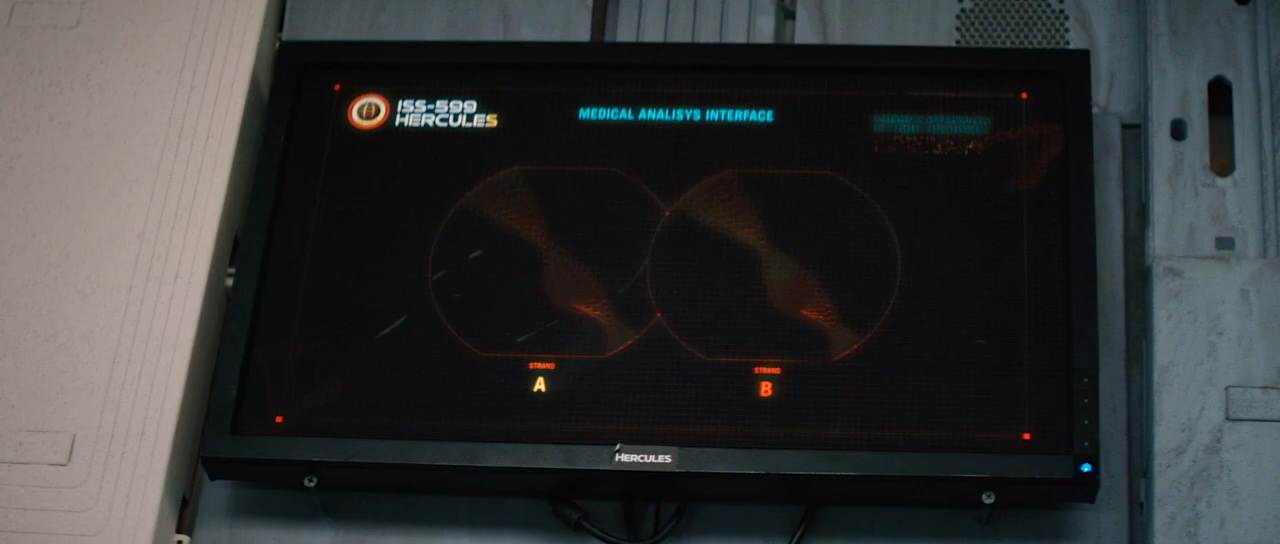 ISS-599
HERCULES
MEDICAL ANALISYS INTERFACE
STRAND
A
STRAND
B
HERCULES